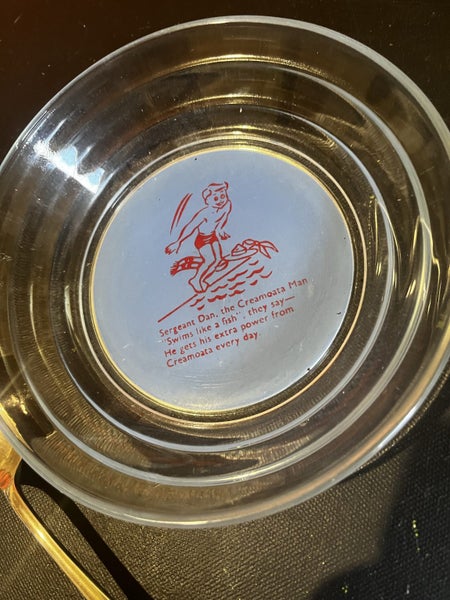 Sergeant Dan, the Creamoata Man,
"Swims like a fish", they say—
He gets his extra power from
Creamoata every day.